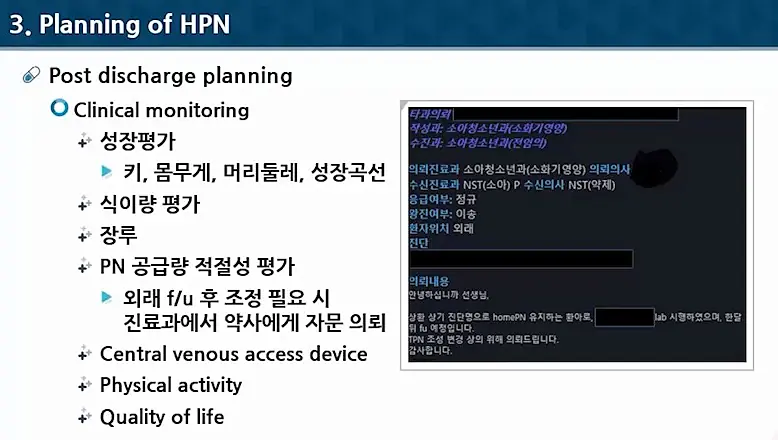 3. Planning of HPN
Post discharge planning
Clinical monitoring
성장평가
키, 몸무게, 머리둘레, 성장곡선
식이량 평가
장루
PN 공급량 적절성 평가
외래 f/u 후 조정 필요 시
진료과에서 약사에게 자문 의뢰
Central venous access device
Physical activity
Quality of life
타과의뢰
작성과: 소아청소년과(소화기영양)
수진과: 소아청소년과(전임의)
의뢰진료과 소아청소년과(소화기영양) 의뢰의사
수신진료과 NST(소아) P 수신의사 NST(약제)
응급여부: 정규
왕진여부: 이송
환자위치 외래
진단
의뢰내용
안녕하십니까 선생님,
상환 상기 진단명으로 homePN 유지하는 환아로, lab 시행하였으며, 한달
뒤 fu 예정입니다.
TPN 조성 변경 상의 위해 의뢰드립니다.
감사합니다.